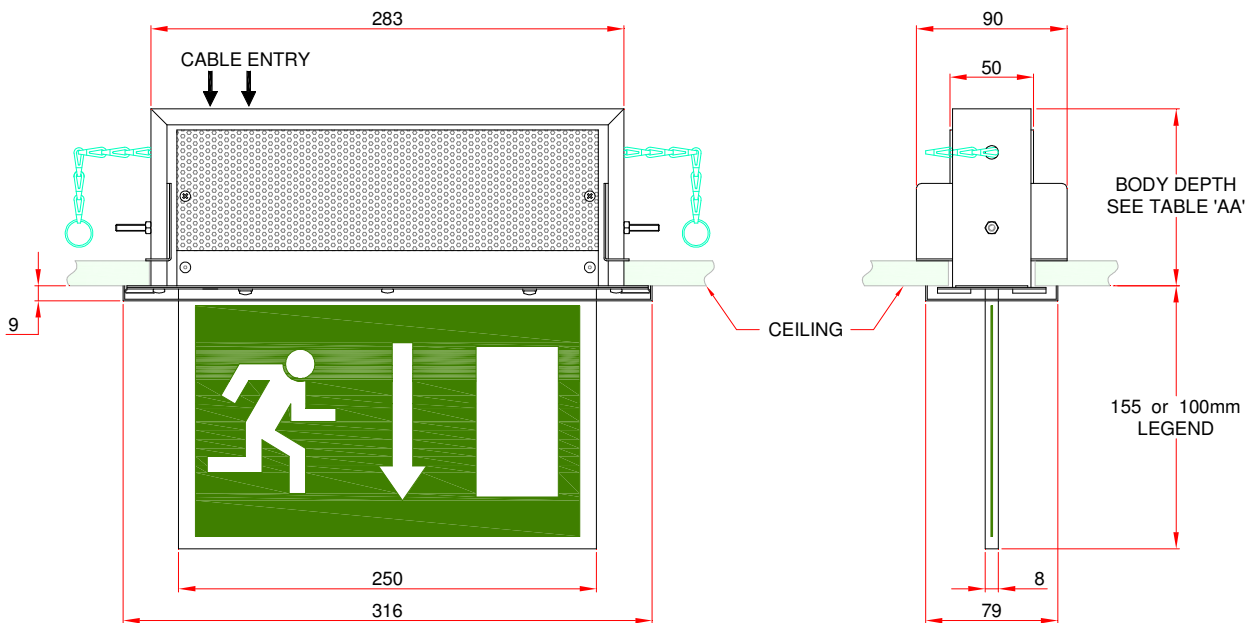 283
90
CABLE ENTRY
50
BODY DEPTH
SEE TABLE 'AA'
9
CEILING
155 or 100mm
LEGEND
250
8
316
79